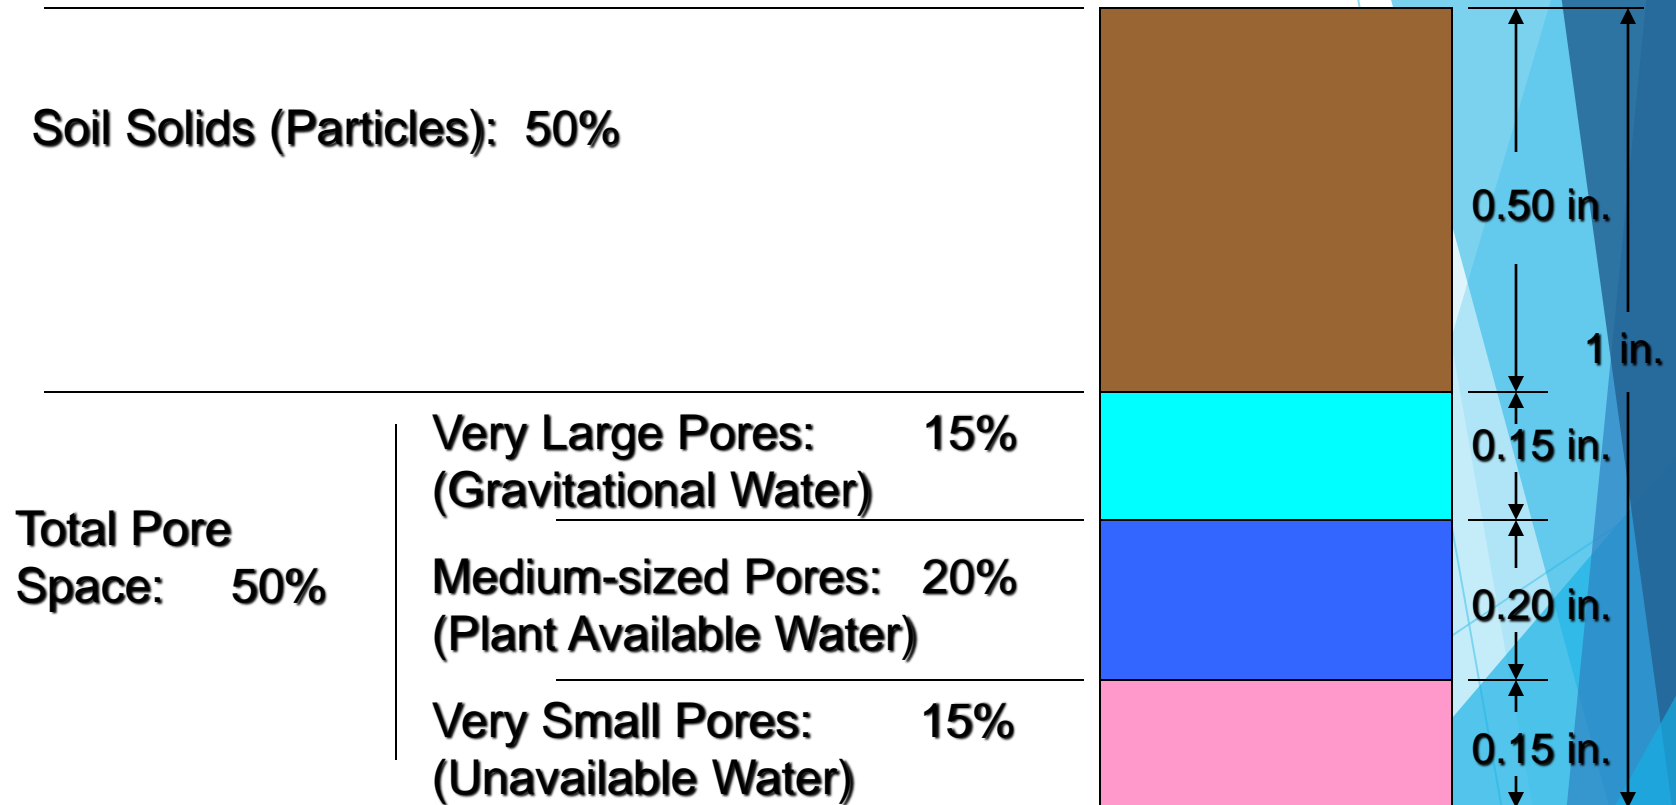 Soil Solids (Particles): 50%
0.50 in.
1 in.
Total Pore
Space: 50%
Very Large Pores: 15%
(Gravitational Water)
0.15 in.
Medium-sized Pores: 20%
(Plant Available Water)
0.20 in.
Very Small Pores: 15%
(Unavailable Water)
0.15 in.